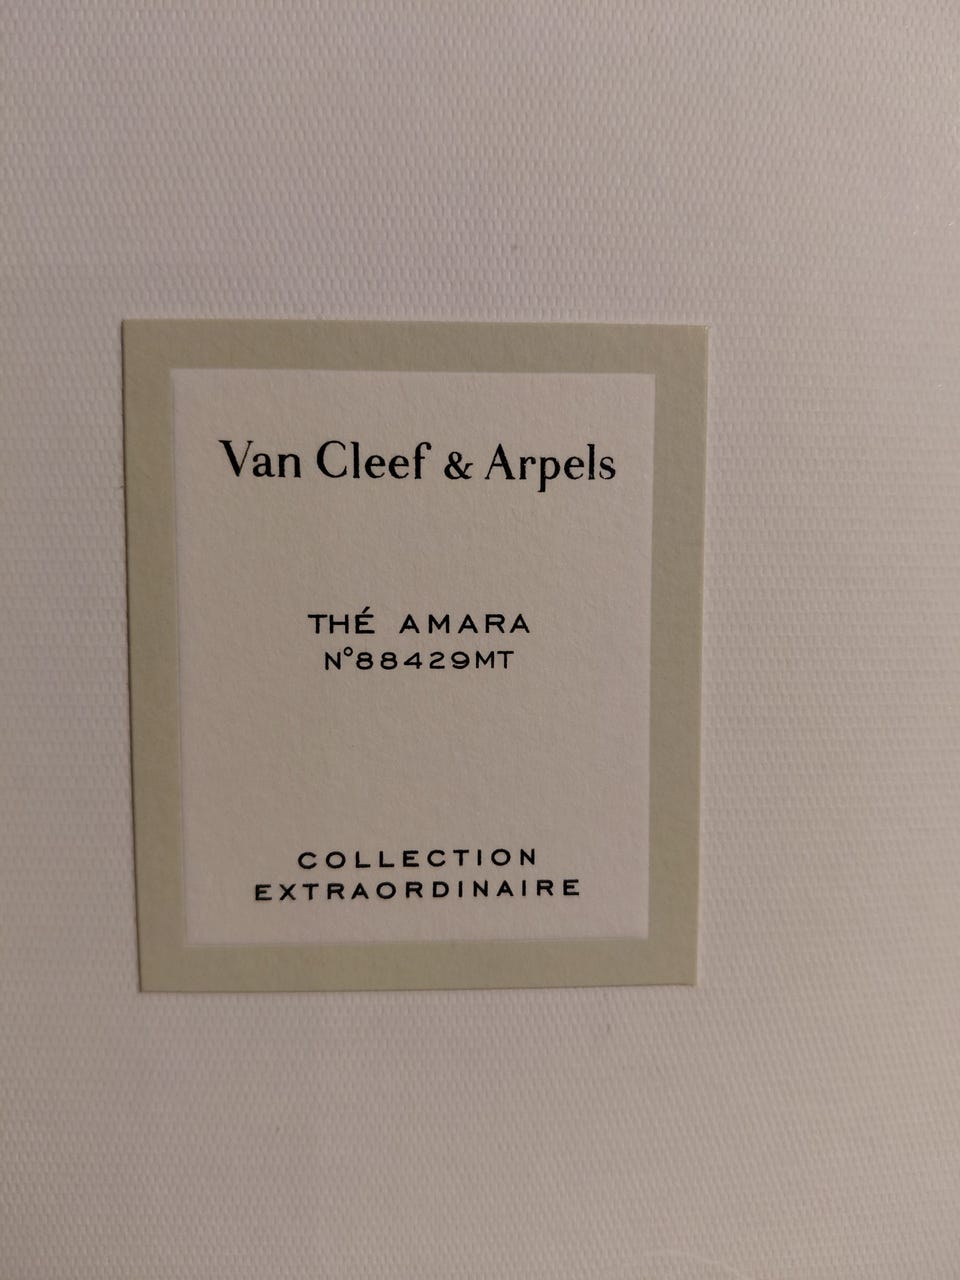 Van Cleef & Arpels
THÉ AMARA
N°88429MT
COLLECTION
EXTRAORDINAIRE